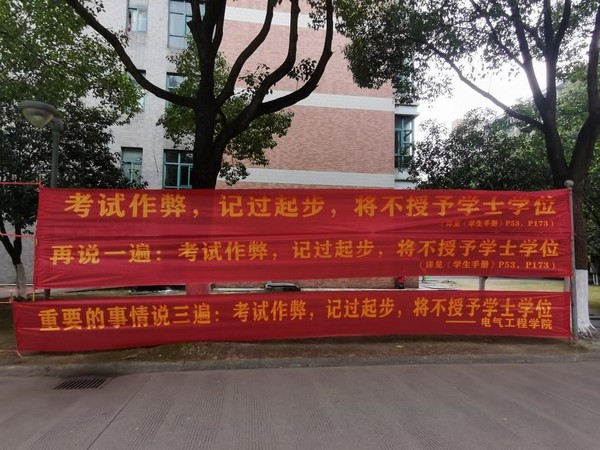 考试作弊，记过起步，将不授予学士学位
（详见《学生手册》P53，P173）
再说一遍：考试作弊，记过起步，将不授予学士学位
（详见《学生手册》P53，P173）
重要的事情说三遍：考试作弊，记过起步，将不授予学士学位
——电气工程学院